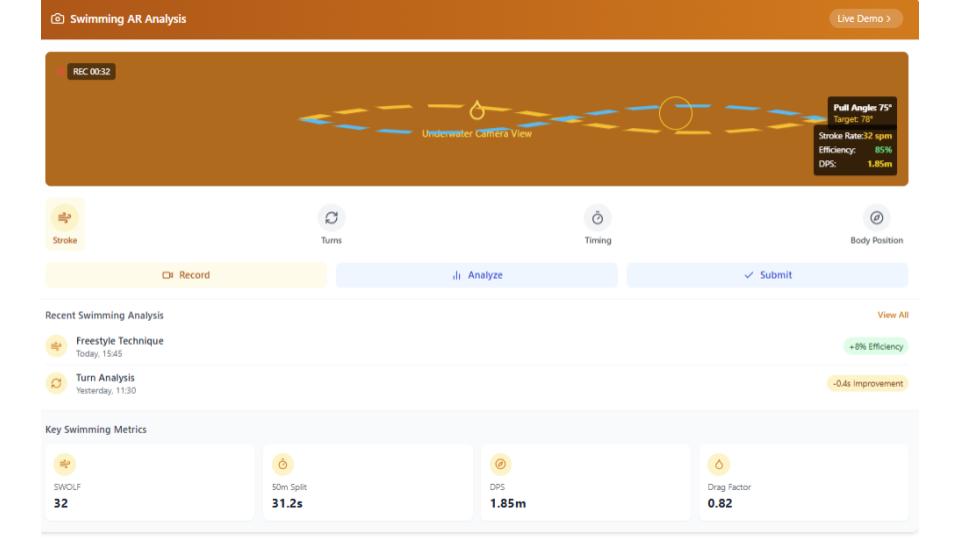 Swimming AR Analysis
Live Demo
REC 00:32
Underwater Camera View
Pull Angle: 75°
Target: 78°
Stroke Rate:32 spm
Efficiency: 85%
DPS: 1.85m
Stroke
Turns
Timing
Body Position
Record
Analyze
Submit
Recent Swimming Analysis
View All
Freestyle Technique
Today, 15:45
+8% Efficiency
Turn Analysis
Yesterday, 11:30
-0.4s Improvement
Key Swimming Metrics
SWOLF
32
50m Split
31.2s
DPS
1.85m
Drag Factor
0.82